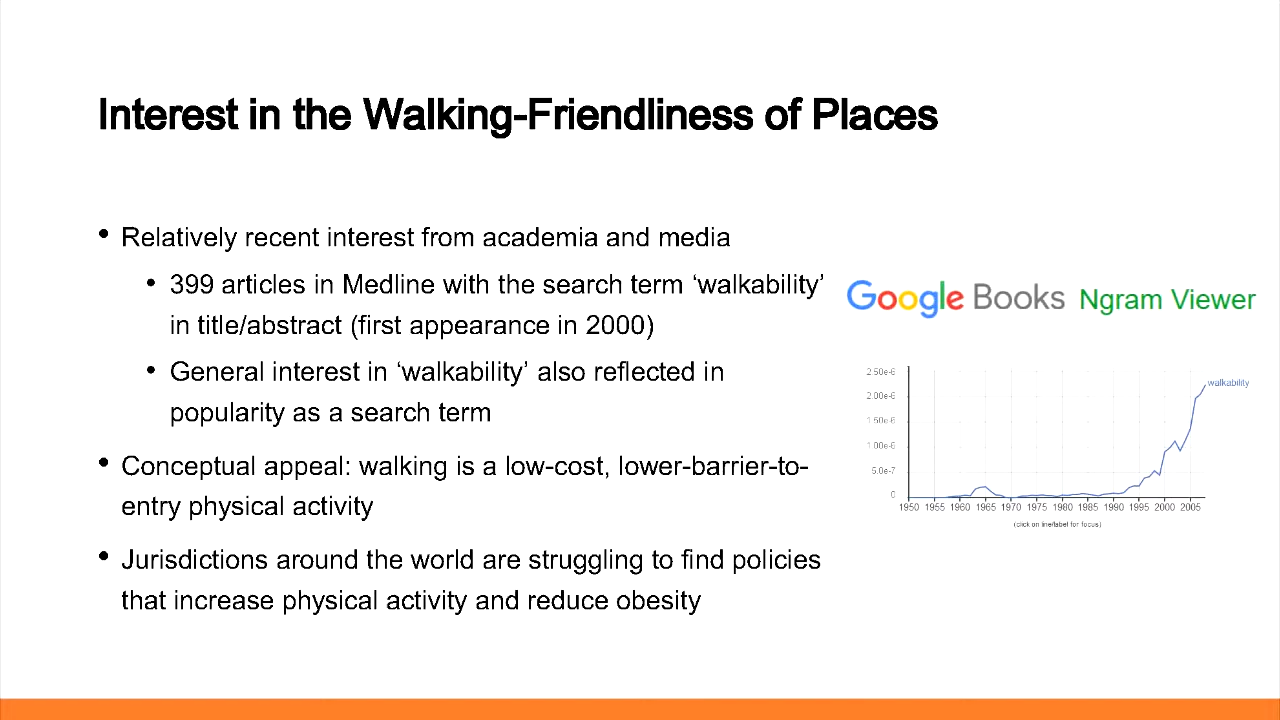 Interest in the Walking-Friendliness of Places
• Relatively recent interest from academia and media
• 399 articles in Medline with the search term ‘walkability’
in title/abstract (first appearance in 2000)
• General interest in ‘walkability’ also reflected in
popularity as a search term
• Conceptual appeal: walking is a low-cost, lower-barrier-to-
entry physical activity
• Jurisdictions around the world are struggling to find policies
that increase physical activity and reduce obesity
Google Books Ngram Viewer
2.50e-6
2.00e-6
1.50e-6
1.00e-6
5.0e-7
0
walkability
1950 1955 1960 1965 1970 1975 1980 1985 1990 1995 2000 2005
(click on line/label for focus)